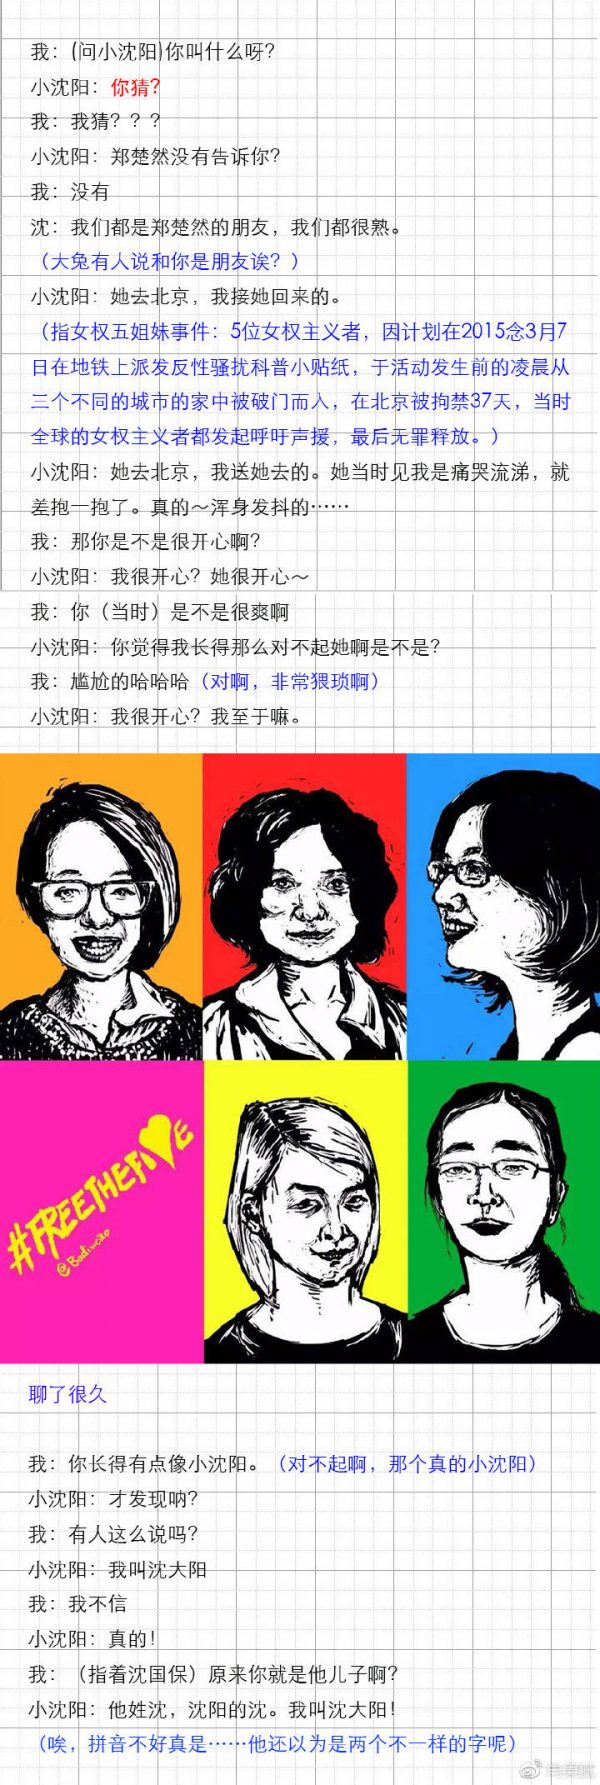 我：(问小沈阳)你叫什么呀？
小沈阳：你猜？
我：我猜？？？
小沈阳：郑楚然没有告诉你？
我：没有
沈：我们都是郑楚然的朋友，我们都很熟。
（大兔有人说和你是朋友诶？）
小沈阳：她去北京，我接她回来的。
（指女权五姐妹事件：5位女权主义者，因计划在2015念3月7
日在地铁上派发反性骚扰科普小贴纸，于活动发生前的凌晨从
三个不同的城市的家中被破门而入，在北京被拘禁37天，当时
全球的女权主义者都发起呼吁声援，最后无罪释放。）
小沈阳：她去北京，我送她去的。她当时见我是痛哭流涕，就
差抱一抱了。真的～浑身发抖的……
我：那你是不是很开心啊？
小沈阳：我很开心？她很开心～
我：你（当时）是不是很爽啊
小沈阳：你觉得我长得那么对不起她啊是不是？
我：尴尬的哈哈哈（对啊，非常猥琐啊）
小沈阳：我很开心？我至于嘛。
#FREETHEFIVE
@Badiucao
聊了很久
我：你长得有点像小沈阳。（对不起啊，那个真的小沈阳）
小沈阳：才发现呐？
我：有人这么说吗？
小沈阳：我叫沈大阳
我：我不信
小沈阳：真的！
我：（指着沈国保）原来你就是他儿子啊？
小沈阳：他姓沈，沈阳的沈。我叫沈大阳！
（唉，拼音不好真是……他还以为是两个不一样的字呢）